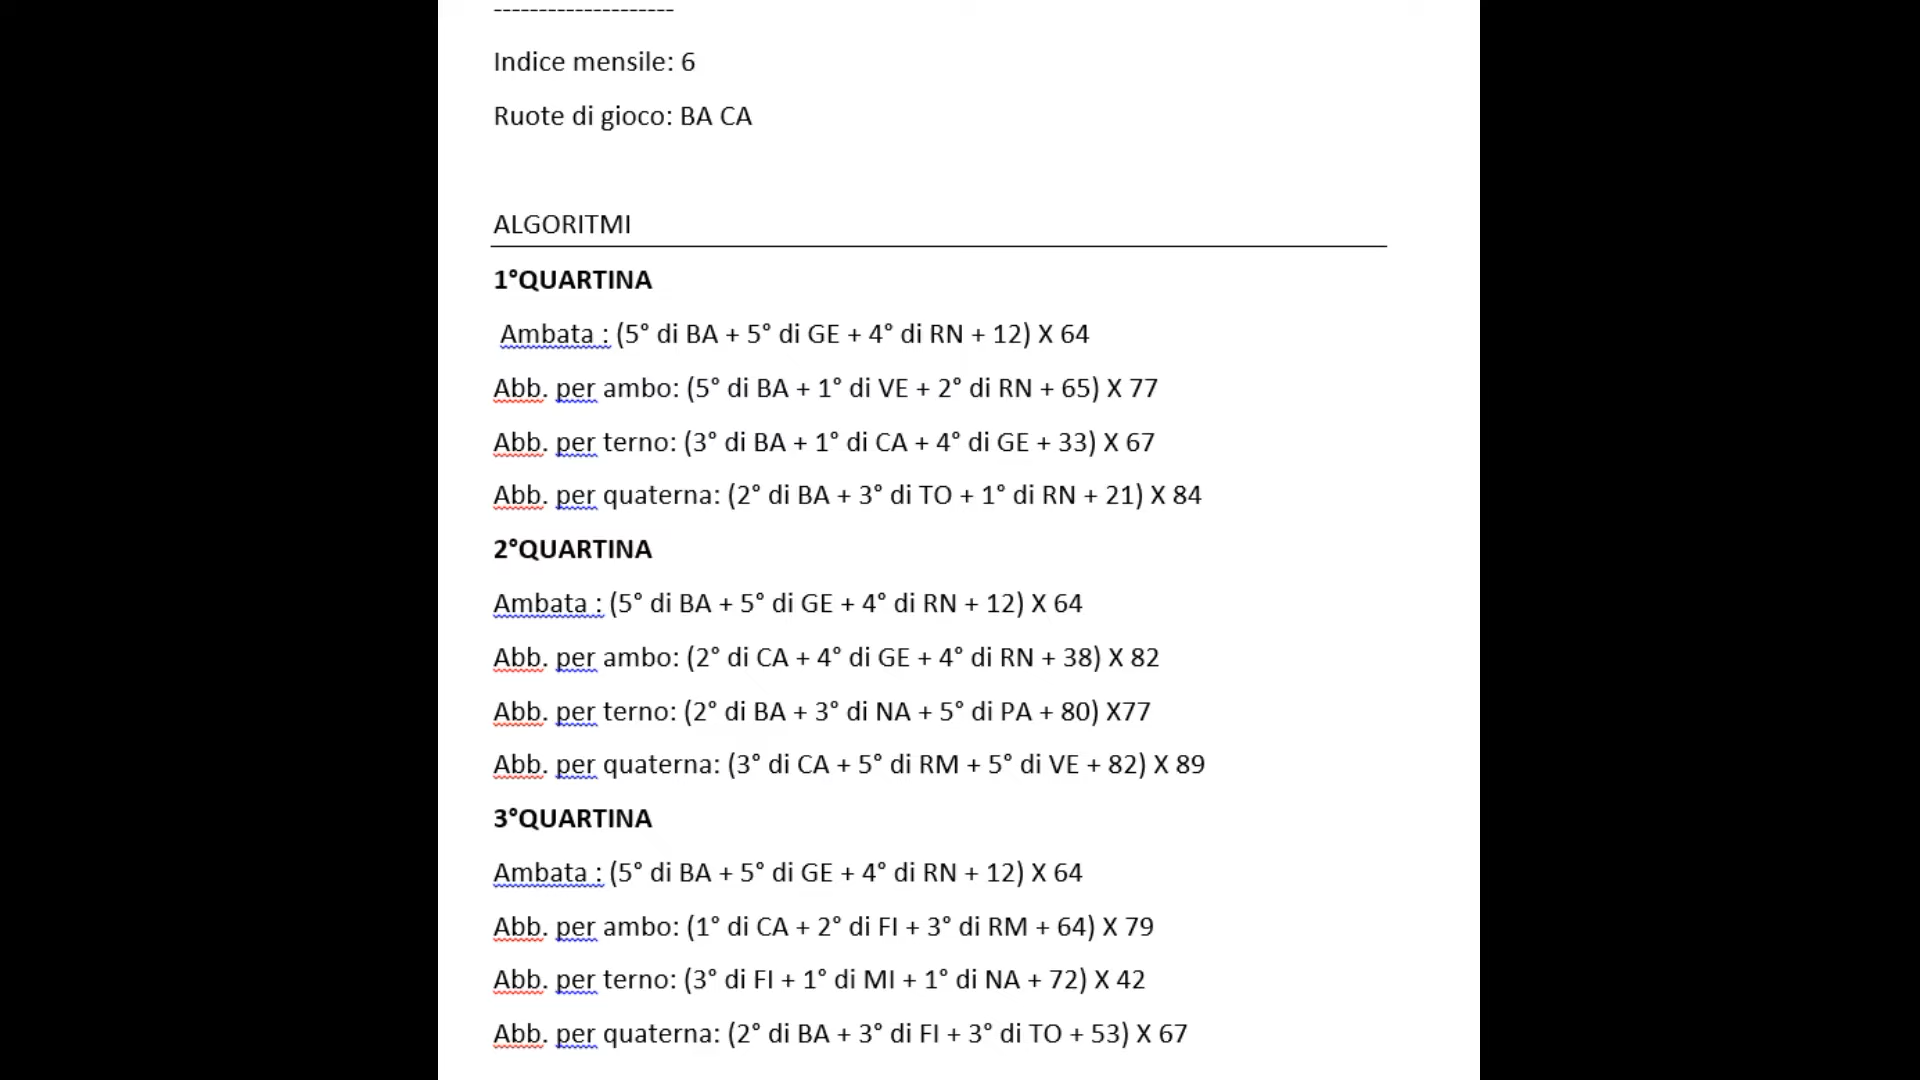 --------------------
Indice mensile: 6
Ruote di gioco: BA CA
ALGORITMI
1°QUARTINA
Ambata : (5° di BA + 5° di GE + 4° di RN + 12) X 64
Abb. per ambo: (5° di BA + 1° di VE + 2° di RN + 65) X 77
Abb. per terno: (3° di BA + 1° di CA + 4° di GE + 33) X 67
Abb. per quaterna: (2° di BA + 3° di TO + 1° di RN + 21) X 84
2°QUARTINA
Ambata : (5° di BA + 5° di GE + 4° di RN + 12) X 64
Abb. per ambo: (2° di CA + 4° di GE + 4° di RN + 38) X 82
Abb. per terno: (2° di BA + 3° di NA + 5° di PA + 80) X77
Abb. per quaterna: (3° di CA + 5° di RM + 5° di VE + 82) X 89
3°QUARTINA
Ambata : (5° di BA + 5° di GE + 4° di RN + 12) X 64
Abb. per ambo: (1° di CA + 2° di FI + 3° di RM + 64) X 79
Abb. per terno: (3° di FI + 1° di MI + 1° di NA + 72) X 42
Abb. per quaterna: (2° di BA + 3° di FI + 3° di TO + 53) X 67